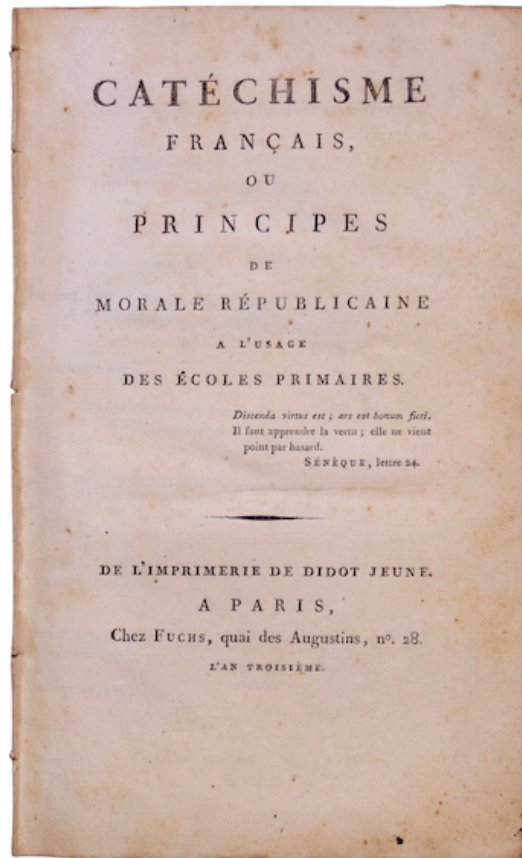 CATÉCHISME
FRANÇAIS,
OU
PRINCIPES
DE
MORALE RÉPUBLICAINE
A L'USAGE
DES ÉCOLES PRIMAIRES.
Discenda virtus est ; ars est bonum fieri.
Il faut apprendre la vertu ; elle ne vient
point par hasard.
SÉNÈQUE, lettre 24.
DE L'IMPRIMERIE DE DIDOT JEUNE.
A PARIS,
Chez FUCHS, quai des Augustins, nº. 28.
L'AN TROISIÈME.